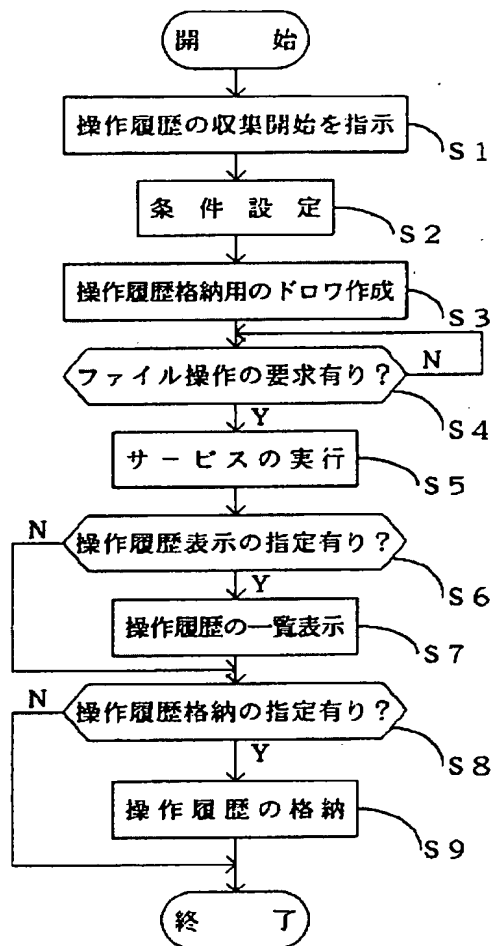 開 始
操作履歴の収集開始を指示
S1
条件設定
S2
操作履歴格納用のドロワ作成
S3
ファイル操作の要求有り?
N
S4
Y
サービスの実行
S5
N
操作履歴表示の指定有り?
S6
Y
操作履歴の一覧表示
S7
N
操作履歴格納の指定有り?
S8
Y
操作履歴の格納
S9
終 了